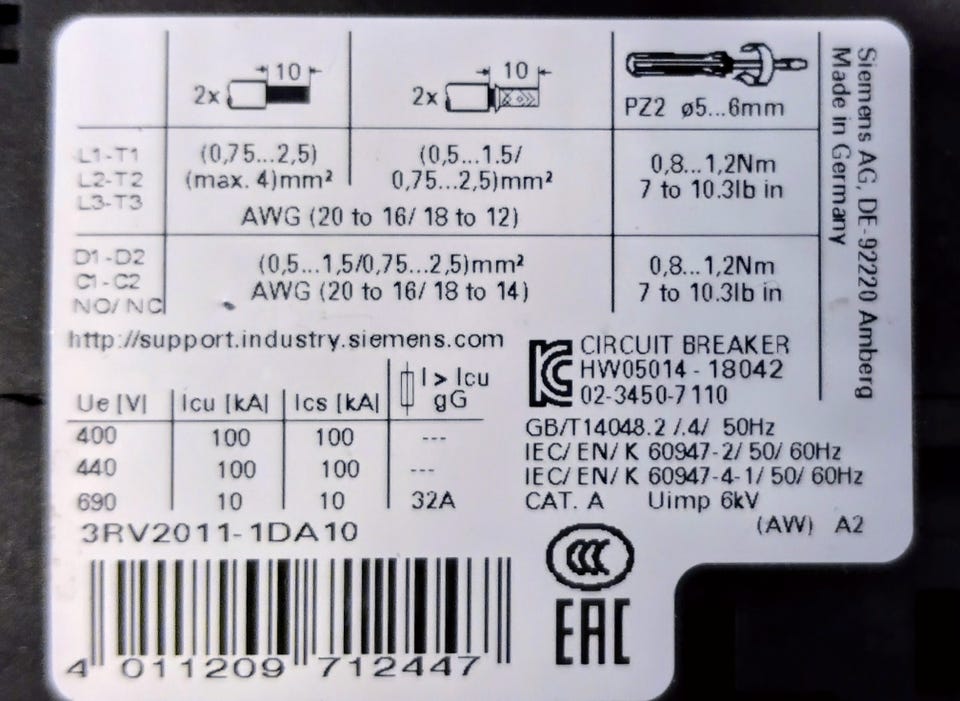 10
2x
10
2x
PZ2 ø5...6mm
L1-T1
L2-T2
L3-T3
(0,75...2,5)
(max. 4)mm²
(0,5...1.5/
0,75...2,5)mm²
AWG (20 to 16/ 18 to 12)
0,8...1,2Nm
7 to 10.3lb in
D1-D2
C1-C2
NO/ NC
(0,5...1,5/0,75...2,5)mm²
AWG (20 to 16/ 18 to 14)
0,8...1,2Nm
7 to 10.3lb in
Siemens AG, DE-92220 Amberg
Made in Germany
http://support.industry.siemens.com
Ue [V] Icu [kA] Ics [kA] I > Icu
gG
400 100 100 ---
440 100 100 ---
690 10 10 32A
3RV2011-1DA10
4 011209 712447
KC
CIRCUIT BREAKER
HW05014-18042
02-3450-7110
GB/T14048.2 /.4/ 50Hz
IEC/ EN/ K 60947-2/ 50/ 60Hz
IEC/ EN/ K 60947-4-1/ 50/ 60Hz
CAT. A Uimp 6kV
(AW) A2
CCC
EAC